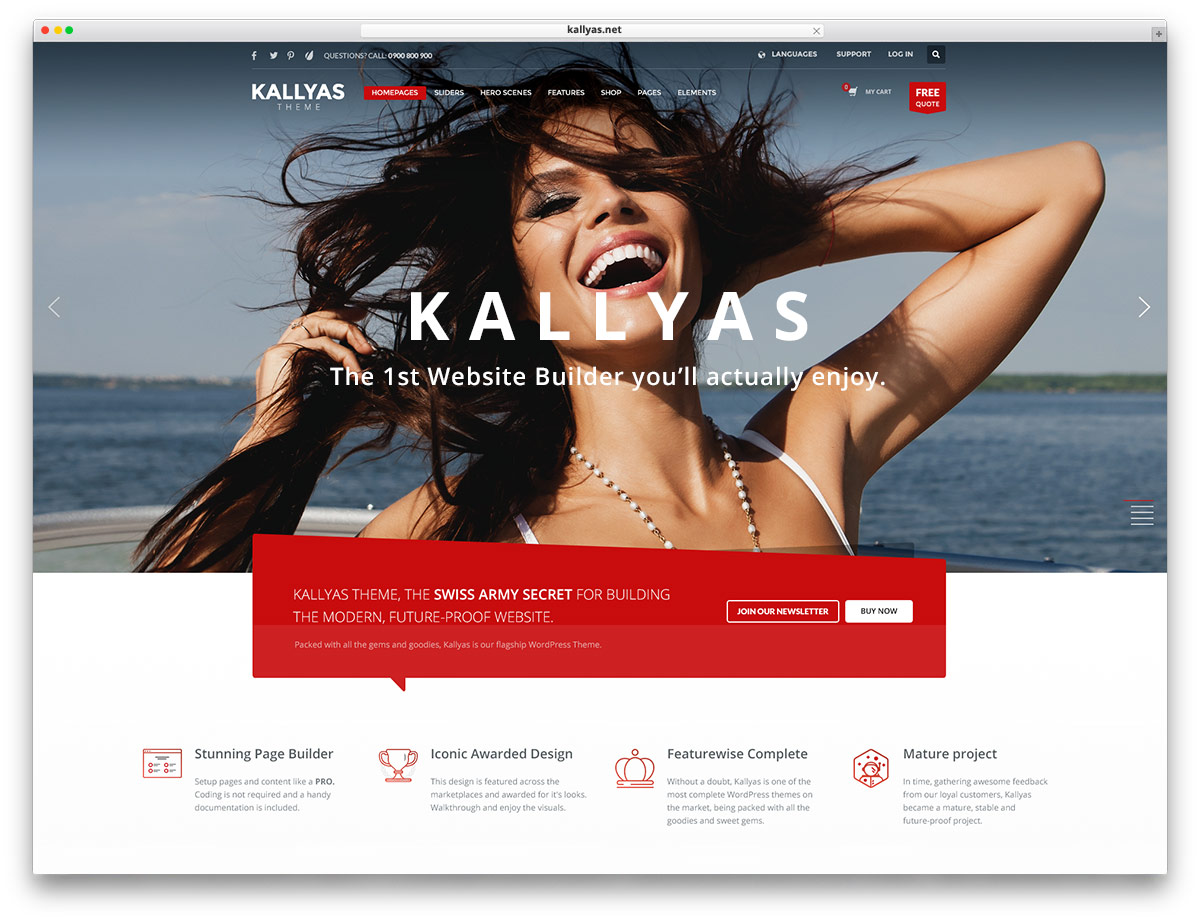 kallyas.net
QUESTIONS? CALL: 0900 800 900
LANGUAGES
SUPPORT
LOG IN
KALLYAS
THEME
HOMEPAGES
SLIDERS
HERO SCENES
FEATURES
SHOP
PAGES
ELEMENTS
0
MY CART
FREE
QUOTE
KALLYAS
The 1st Website Builder you'll actually enjoy.
KALLYAS THEME, THE SWISS ARMY SECRET FOR BUILDING
THE MODERN, FUTURE-PROOF WEBSITE.
Packed with all the gems and goodies, Kallyas is our flagship WordPress Theme.
JOIN OUR NEWSLETTER
BUY NOW
Stunning Page Builder
Setup pages and content like a PRO.
Coding is not required and a handy
documentation is included.
Iconic Awarded Design
This design is featured across the
marketplaces and awarded for it's looks.
Walkthrough and enjoy the visuals.
Featurewise Complete
Without a doubt, Kallyas is one of the
most complete WordPress themes on
the market, being packed with all the
goodies and sweet gems.
Mature project
In time, gathering awesome feedback
from our loyal customers, Kallyas
became a mature, stable and
future-proof project.